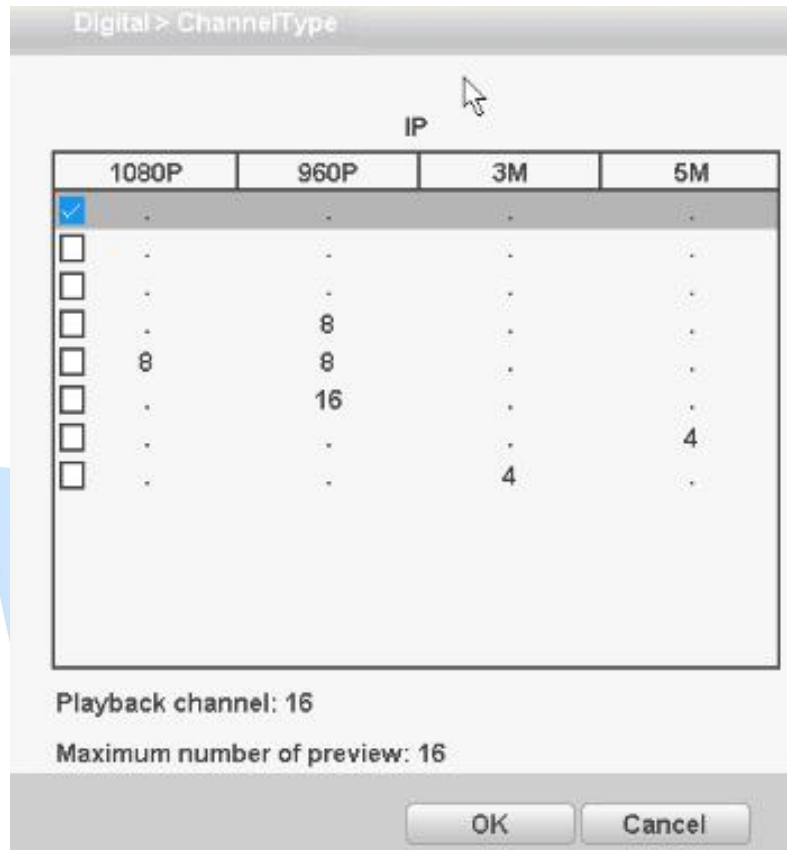 Digital > ChannelType
IP
1080P 960P 3M 5M
. . . .
. . . .
. . . .
. 8 . .
8 8 . .
. 16 . .
. . . 4
. . 4 .
Playback channel: 16
Maximum number of preview: 16
OK Cancel